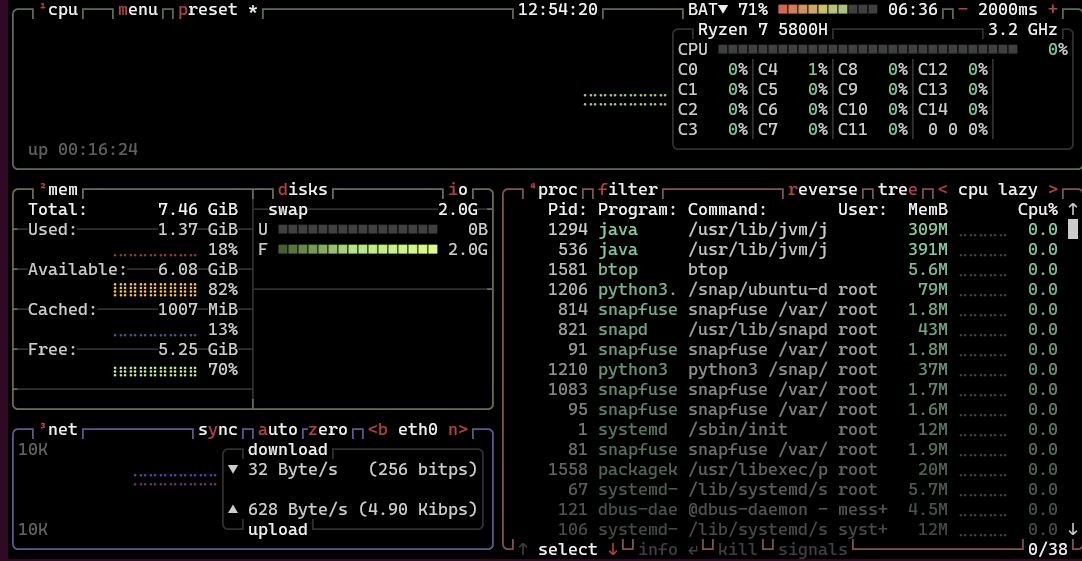 ¹cpu menu preset * 12:54:20 BAT▼ 71% 06:36 - 2000ms +
Ryzen 7 5800H 3.2 GHz
CPU 0%
C0 0% C4 1% C8 0% C12 0%
C1 0% C5 0% C9 0% C13 0%
C2 0% C6 0% C10 0% C14 0%
C3 0% C7 0% C11 0% 0 0 0%
up 00:16:24
²mem
Total: 7.46 GiB
Used: 1.37 GiB
18%
Available: 6.08 GiB
82%
Cached: 1007 MiB
13%
Free: 5.25 GiB
70%
disks io
swap 2.0G
U 0B
F 2.0G
³net sync auto zero <b eth0 n>
10K
download
▼ 32 Byte/s (256 bitps)
▲ 628 Byte/s (4.90 Kibps)
upload
10K
⁴proc filter reverse tree < cpu lazy >
Pid: Program: Command: User: MemB Cpu% ↑
1294 java /usr/lib/jvm/j 309M 0.0
536 java /usr/lib/jvm/j 391M 0.0
1581 btop btop 5.6M 0.0
1206 python3. /snap/ubuntu-d root 79M 0.0
814 snapfuse snapfuse /var/ root 1.8M 0.0
821 snapd /usr/lib/snapd root 43M 0.0
91 snapfuse snapfuse /var/ root 1.8M 0.0
1210 python3 python3 /snap/ root 37M 0.0
1083 snapfuse snapfuse /var/ root 1.7M 0.0
95 snapfuse snapfuse /var/ root 1.6M 0.0
1 systemd /sbin/init root 12M 0.0
81 snapfuse snapfuse /var/ root 1.9M 0.0
1558 packagek /usr/libexec/p root 20M 0.0
67 systemd- /lib/systemd/s root 5.7M 0.0
121 dbus-dae @dbus-daemon - mess+ 4.5M 0.0
106 systemd- /lib/systemd/s syst+ 12M 0.0 ↓
↑ select ↓ info ↵ kill signals 0/38